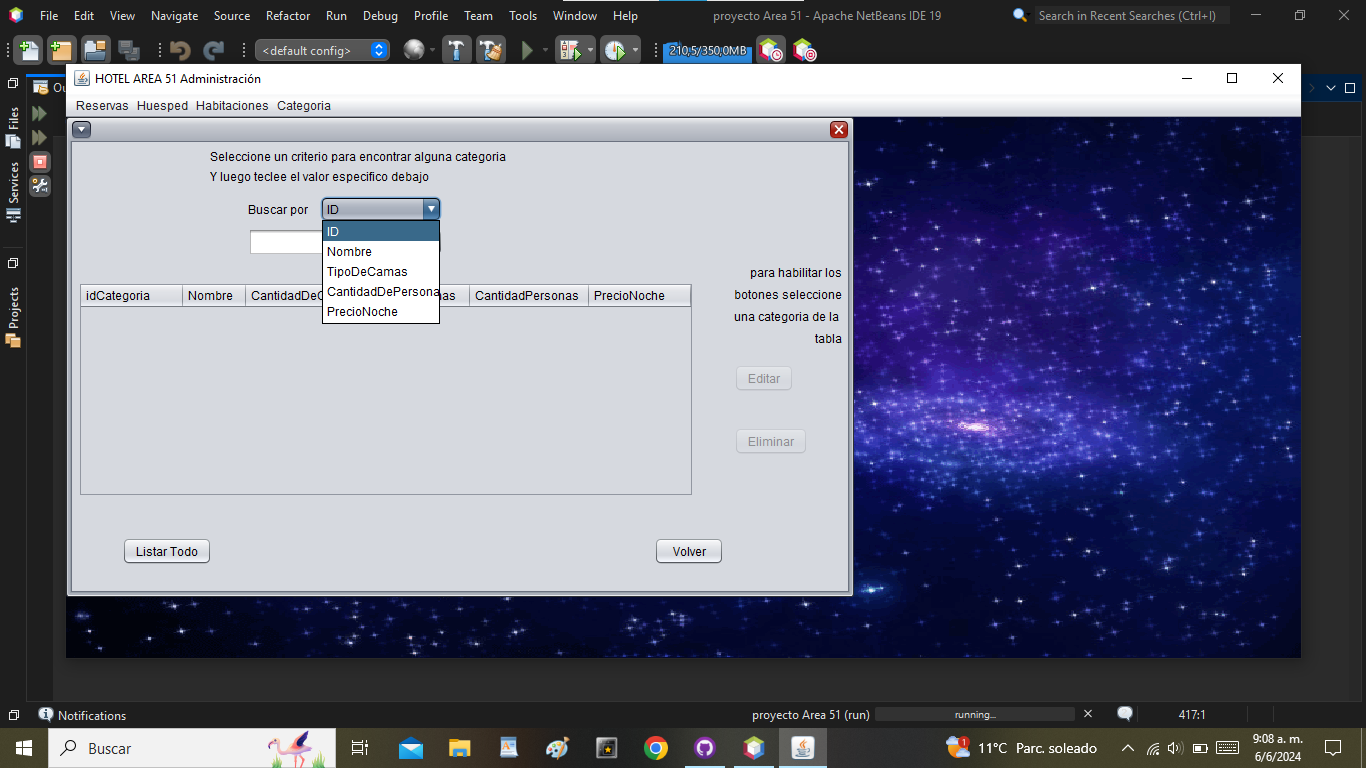 File Edit View Navigate Source Refactor Run Debug Profile Team Tools Window Help
proyecto Area 51 - Apache NetBeans IDE 19
Search in Recent Searches (Ctrl+I)
<default config>
210,5/350,0MB
HOTEL AREA 51 Administración
Reservas Huesped Habitaciones Categoria
Files
Services
Projects
Seleccione un criterio para encontrar alguna categoria
Y luego teclee el valor especifico debajo
Buscar por ID
ID
Nombre
TipoDeCamas
CantidadDePersona
PrecioNoche
idCategoria Nombre CantidadPersonas PrecioNoche
para habilitar los
botones seleccione
una categoria de la
tabla
Editar
Eliminar
Listar Todo
Volver
Notifications
proyecto Area 51 (run)
running...
417:1
Buscar
1
11°C Parc. soleado
9:08 a. m.
6/6/2024